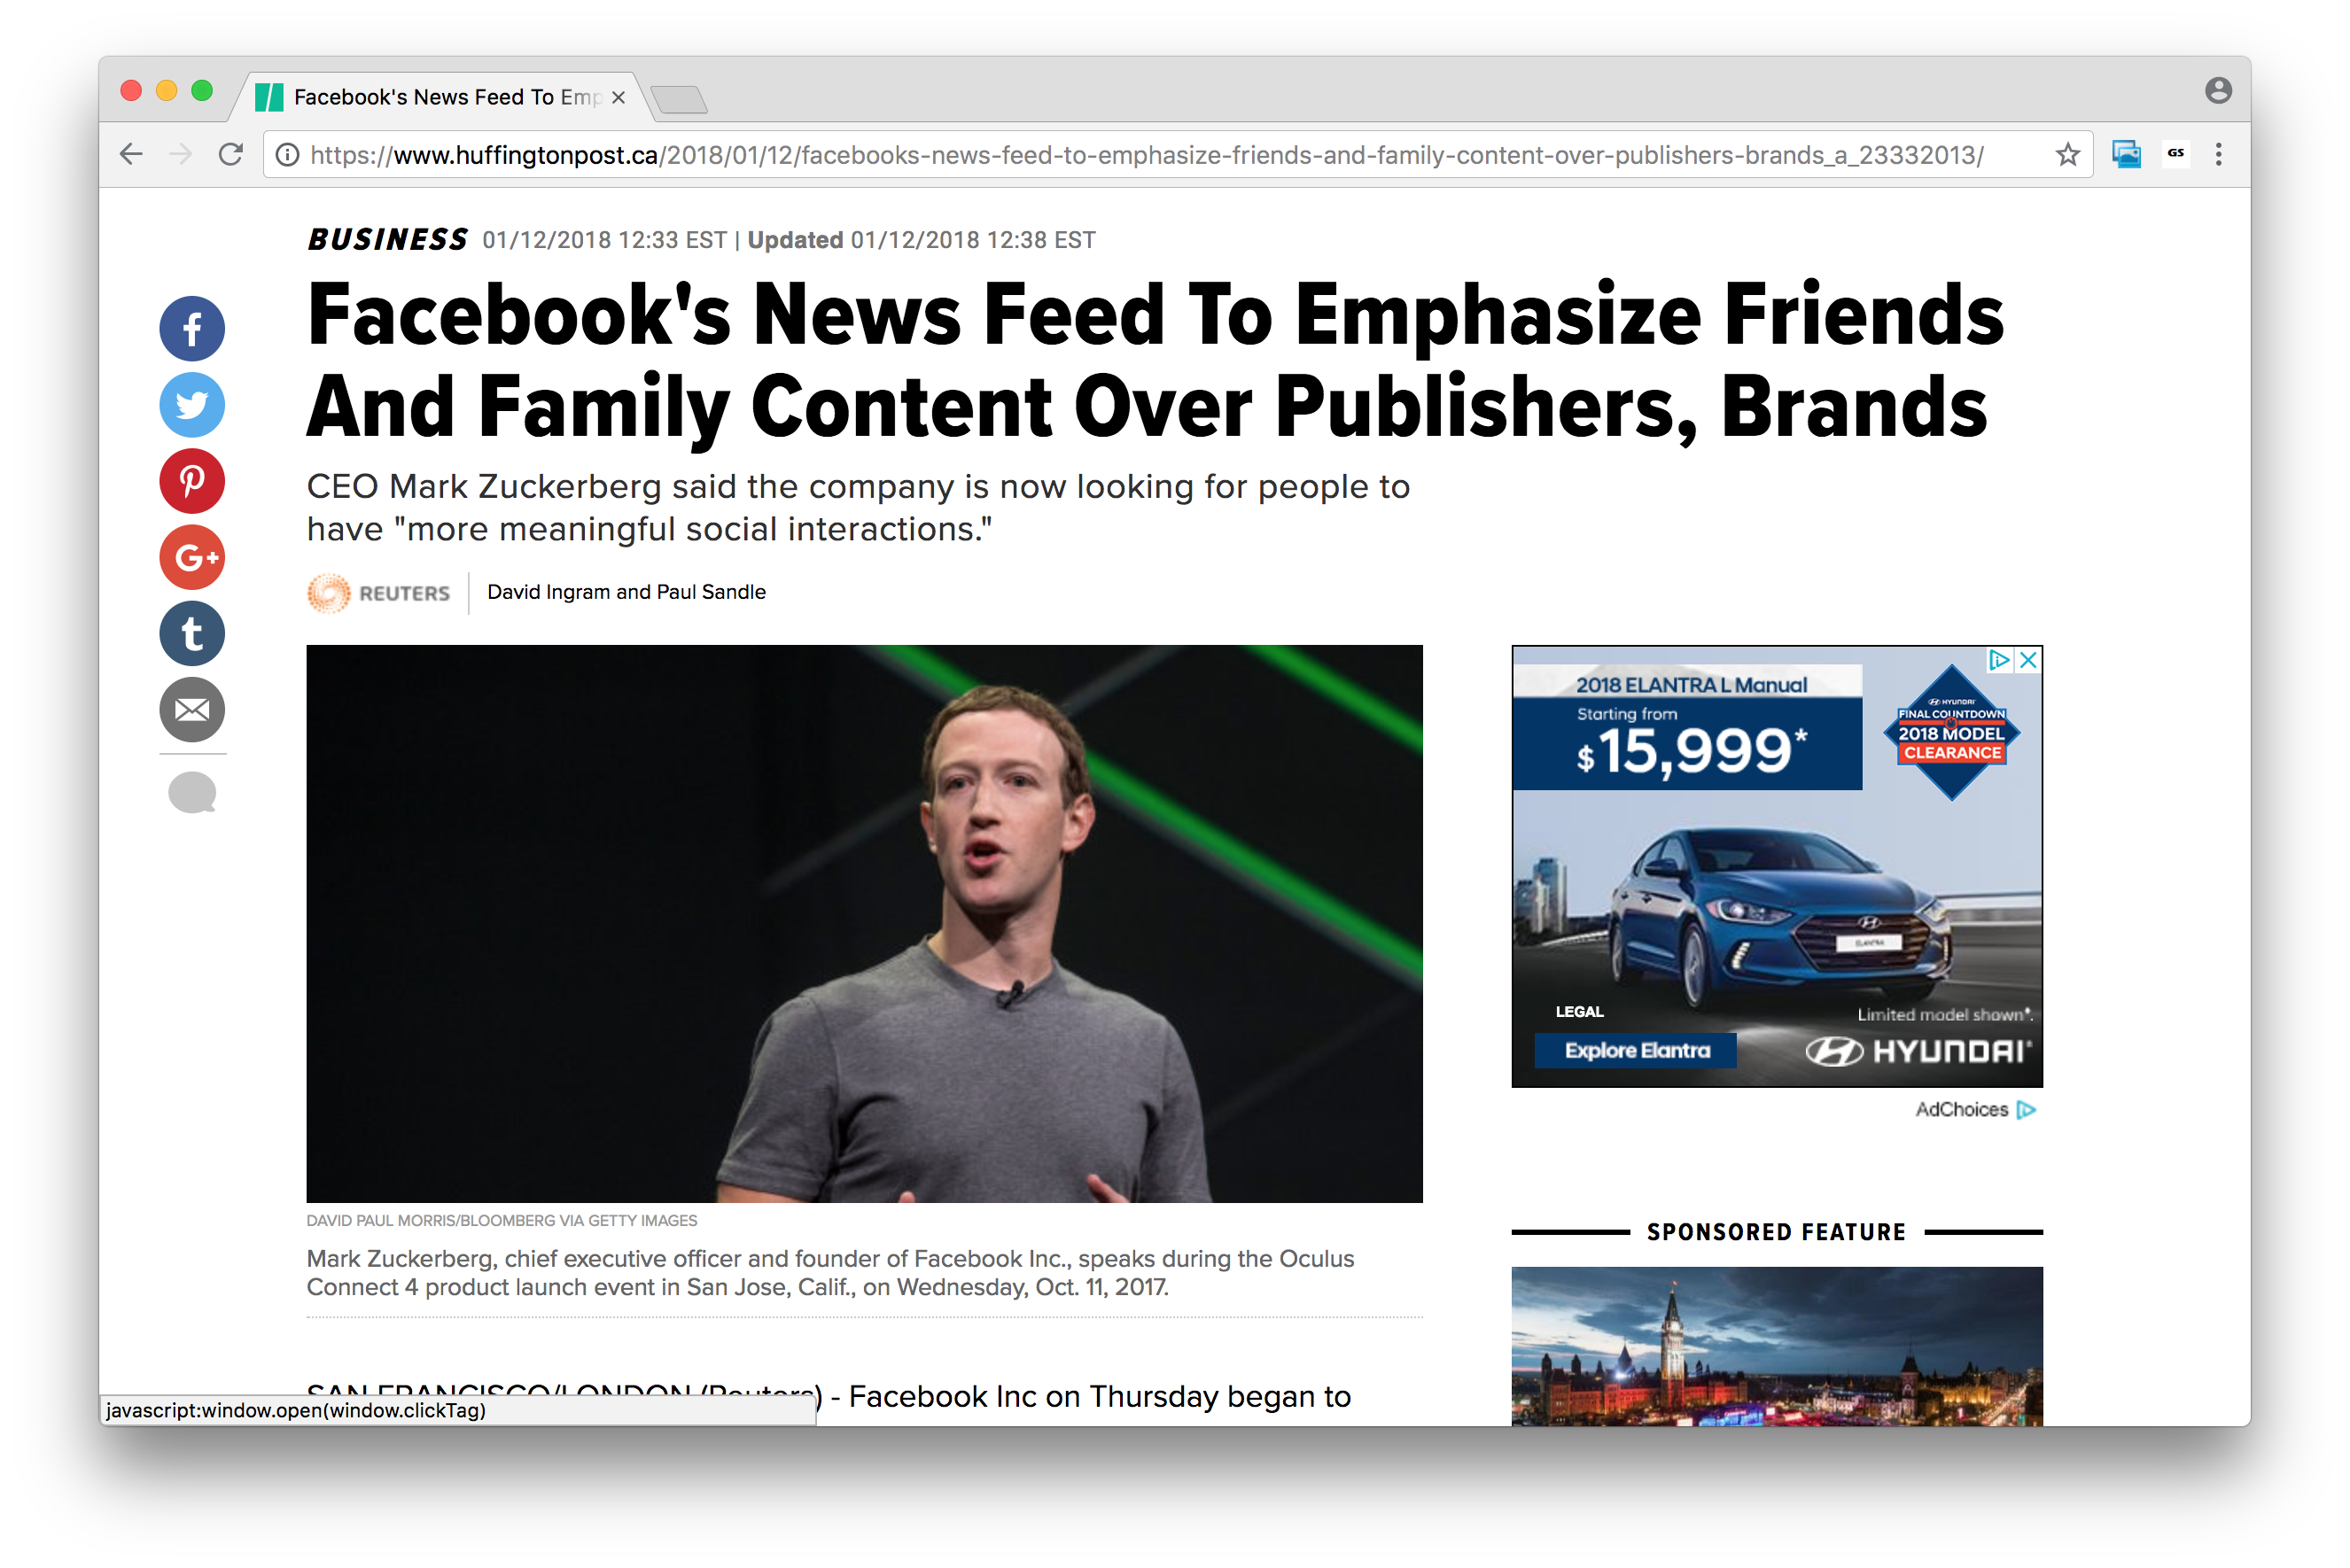 Facebook's News Feed To Emp
https://www.huffingtonpost.ca/2018/01/12/facebooks-news-feed-to-emphasize-friends-and-family-content-over-publishers-brands_a_23332013/
GS
BUSINESS 01/12/2018 12:33 EST | Updated 01/12/2018 12:38 EST
Facebook's News Feed To Emphasize Friends
And Family Content Over Publishers, Brands
CEO Mark Zuckerberg said the company is now looking for people to
have "more meaningful social interactions."
REUTERS David Ingram and Paul Sandle
f
G+
t
2018 ELANTRA L Manual
Starting from
$15,999*
HYUNDAI
FINAL COUNTDOWN
2018 MODEL
CLEARANCE
ELANTRA
LEGAL
Limited model shown*.
Explore Elantra
HYUNDAI
AdChoices
DAVID PAUL MORRIS/BLOOMBERG VIA GETTY IMAGES
Mark Zuckerberg, chief executive officer and founder of Facebook Inc., speaks during the Oculus
Connect 4 product launch event in San Jose, Calif., on Wednesday, Oct. 11, 2017.
SPONSORED FEATURE
SAN FRANCISCO/LONDON (Reuters) - Facebook Inc on Thursday began to
javascript:window.open(window.clickTag)